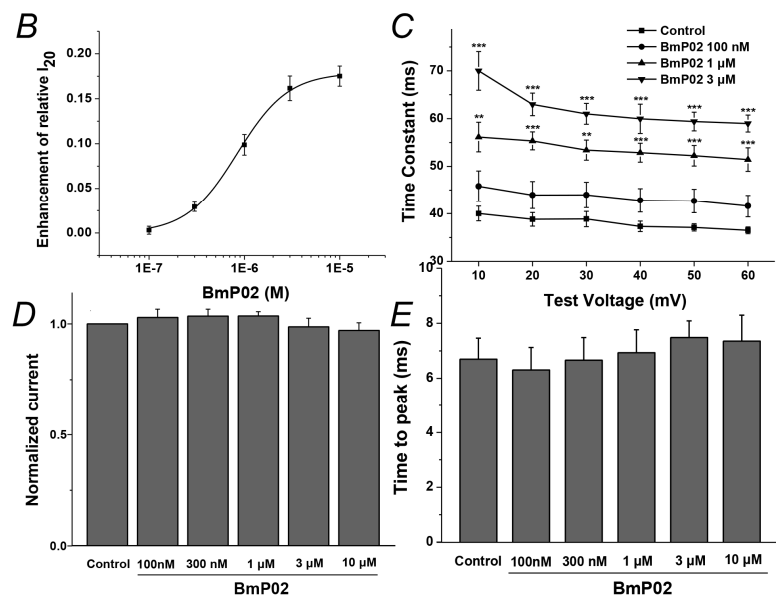 B
Enhancement of relative I20
0.20
0.15
0.10
0.05
0.00
1E-7 1E-6 1E-5
BmP02 (M)
C
Control
BmP02 100 nM
BmP02 1 µM
BmP02 3 µM
Time Constant (ms)
70
60
50
40
30
*** *** *** *** *** ***
** *** ** *** *** ***
10 20 30 40 50 60
Test Voltage (mV)
D
Normalized current
1.0
0.5
0.0
Control 100nM 300 nM 1 µM 3 µM 10 µM
BmP02
E
Time to peak (ms)
10
8
6
4
2
0
Control 100nM 300 nM 1 µM 3 µM 10 µM
BmP02